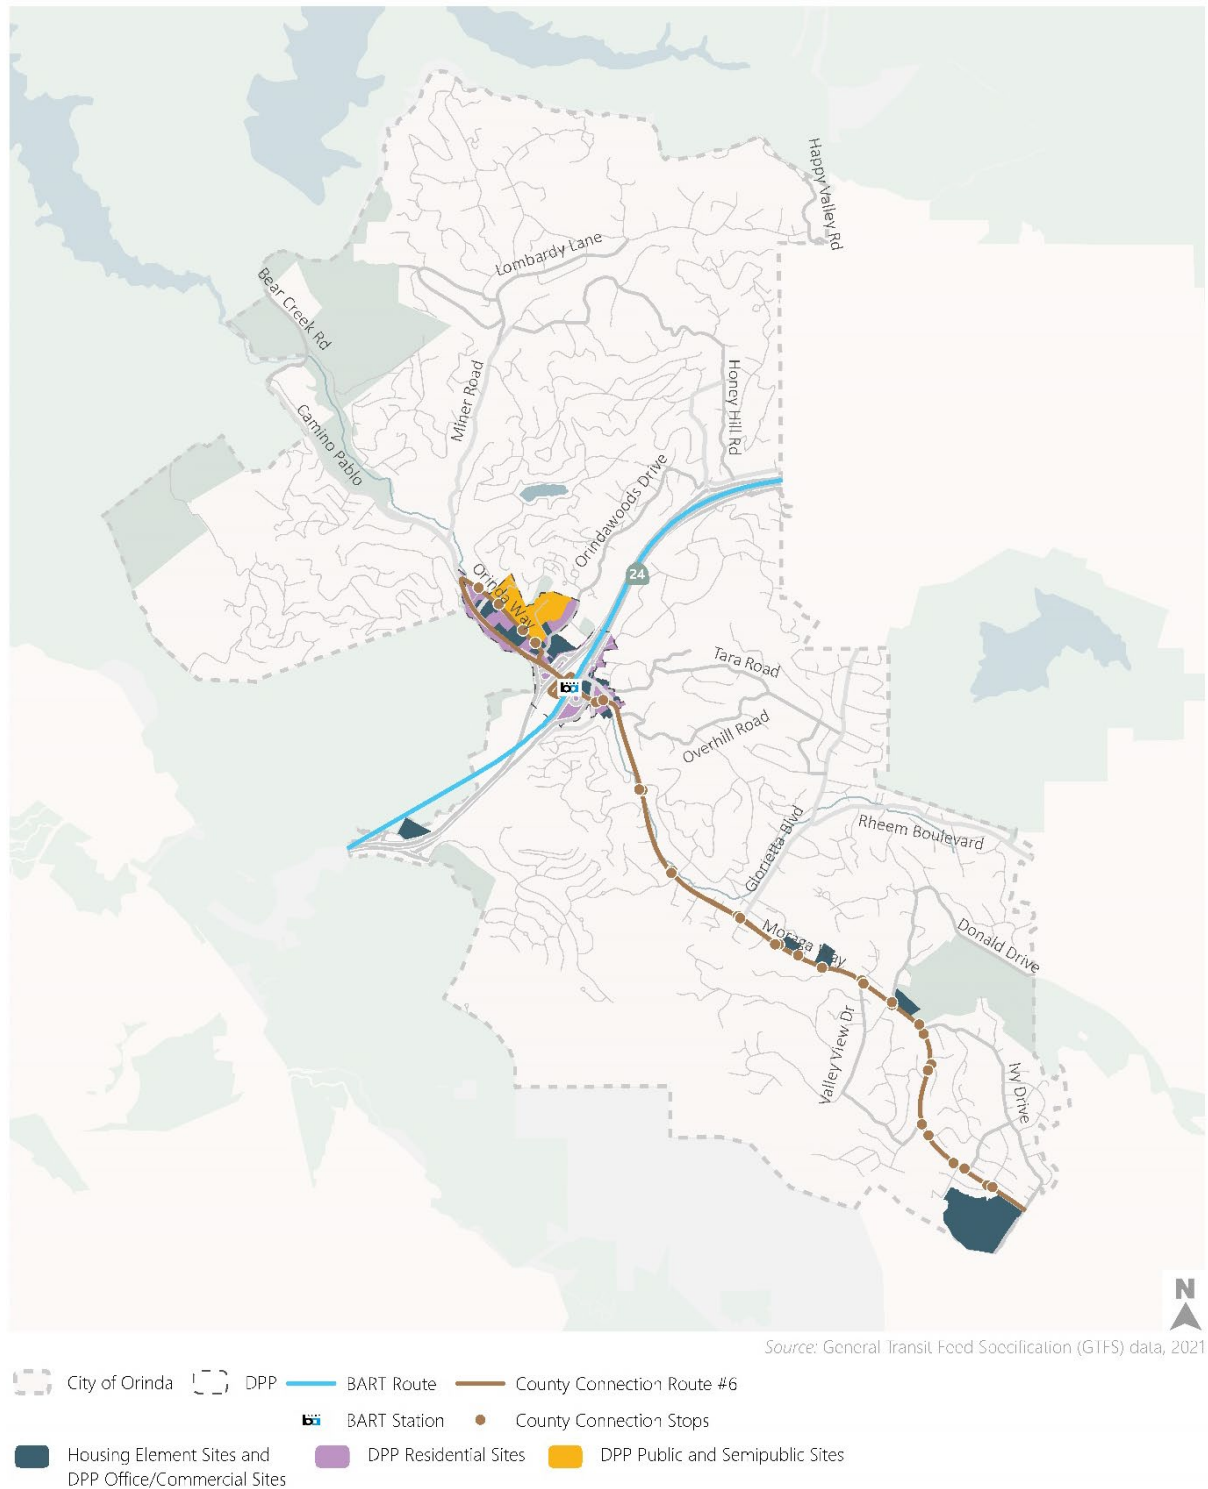 Happy Valley Rd
Lombardy Lane
Bear Creek Rd
Miner Road
Honey Hill Rd
Camino Pablo
Orindawoods Drive
24
Orinda Way
Tara Road
ba
Overhill Road
Glorietta Blvd
Rheem Boulevard
Moraga Way
Donald Drive
Valley View Dr
Ivy Drive
N
Source: General Transit Feed Specification (GTFS) data, 2021
City of Orinda DPP BART Route County Connection Route #6
ba BART Station County Connection Stops
Housing Element Sites and DPP Residential Sites DPP Public and Semipublic Sites
DPP Office/Commercial Sites